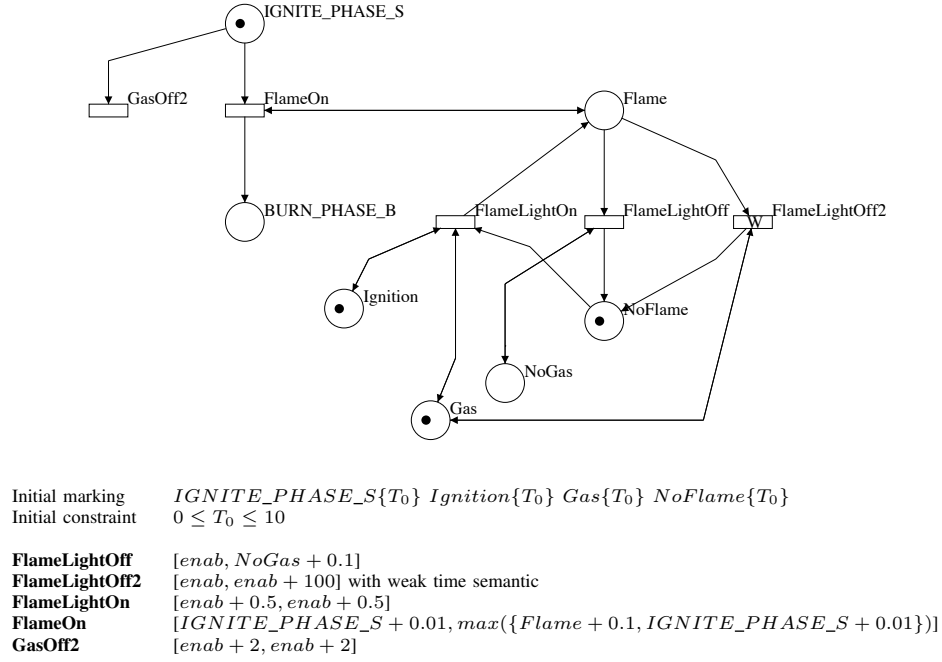 IGNITE_PHASE_S
GasOff2
FlameOn
Flame
BURN_PHASE_B
FlameLightOn
FlameLightOff
W
FlameLightOff2
Ignition
NoFlame
NoGas
Gas
Initial marking IGNITE_PHASE_S{T₀} Ignition{T₀} Gas{T₀} NoFlame{T₀}
Initial constraint 0 ≤ T₀ ≤ 10
FlameLightOff [enab, NoGas + 0.1]
FlameLightOff2 [enab, enab + 100] with weak time semantic
FlameLightOn [enab + 0.5, enab + 0.5]
FlameOn [IGNITE_PHASE_S + 0.01, max({Flame + 0.1, IGNITE_PHASE_S + 0.01})]
GasOff2 [enab + 2, enab + 2]